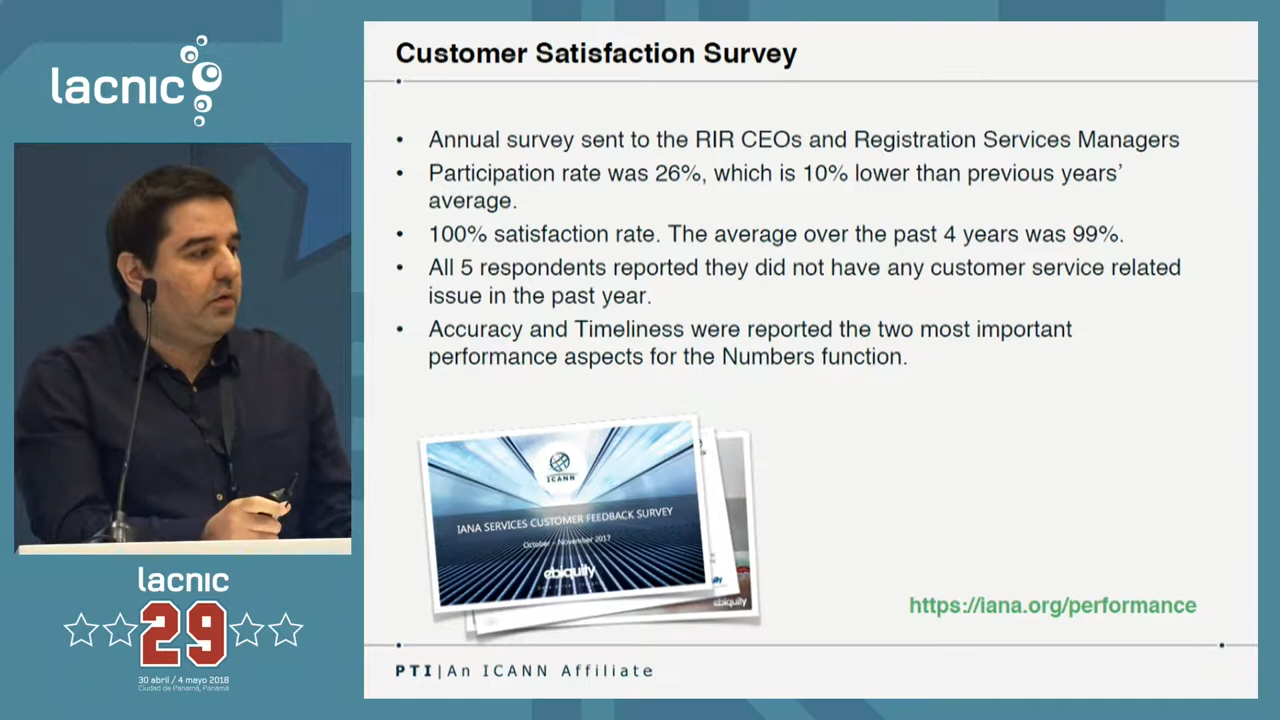 lacnic
Customer Satisfaction Survey
• Annual survey sent to the RIR CEOs and Registration Services Managers
• Participation rate was 26%, which is 10% lower than previous years’
average.
• 100% satisfaction rate. The average over the past 4 years was 99%.
• All 5 respondents reported they did not have any customer service related
issue in the past year.
• Accuracy and Timeliness were reported the two most important
performance aspects for the Numbers function.
ICANN
IANA SERVICES CUSTOMER FEEDBACK SURVEY
October - November 2017
ebiquity
ebiquity
https://iana.org/performance
PTI|An ICANN Affiliate
lacnic
29
30 abril / 4 mayo 2018
Ciudad de Panamá, Panamá